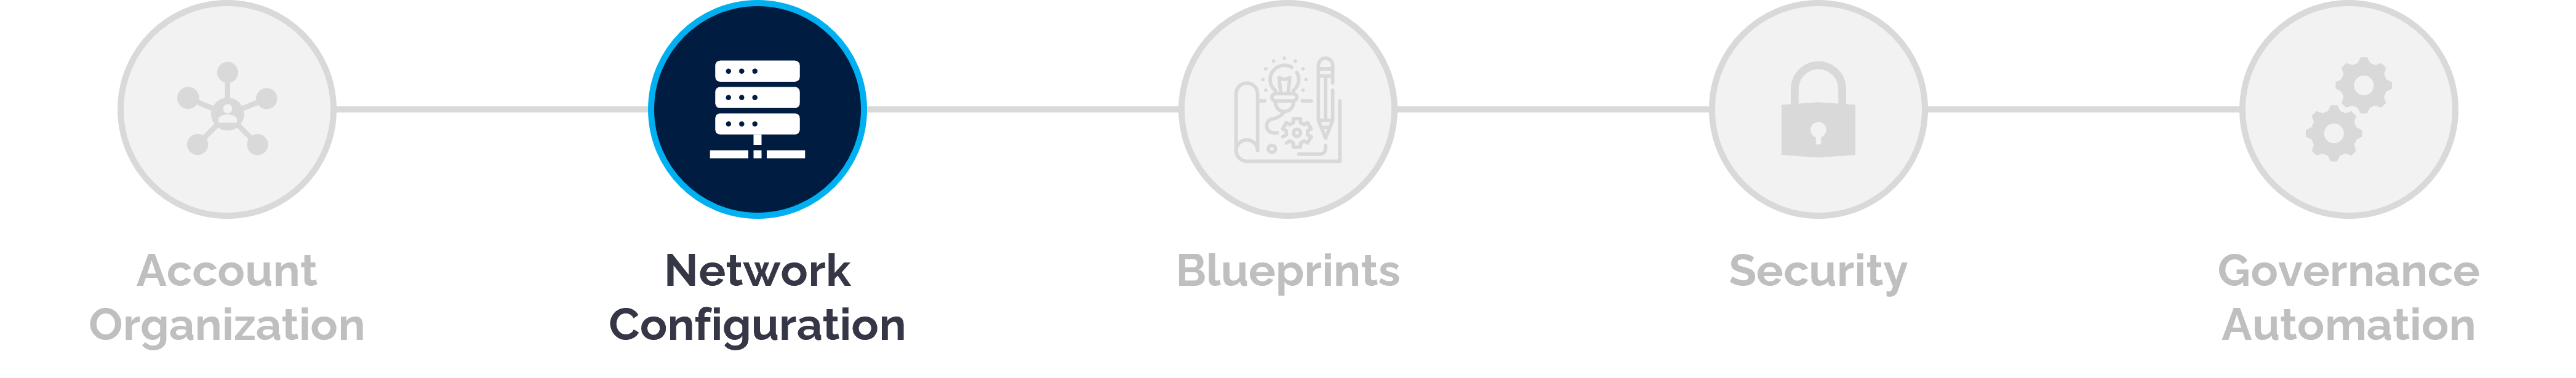 Account
Organization
Network
Configuration
Blueprints
Security
Governance
Automation